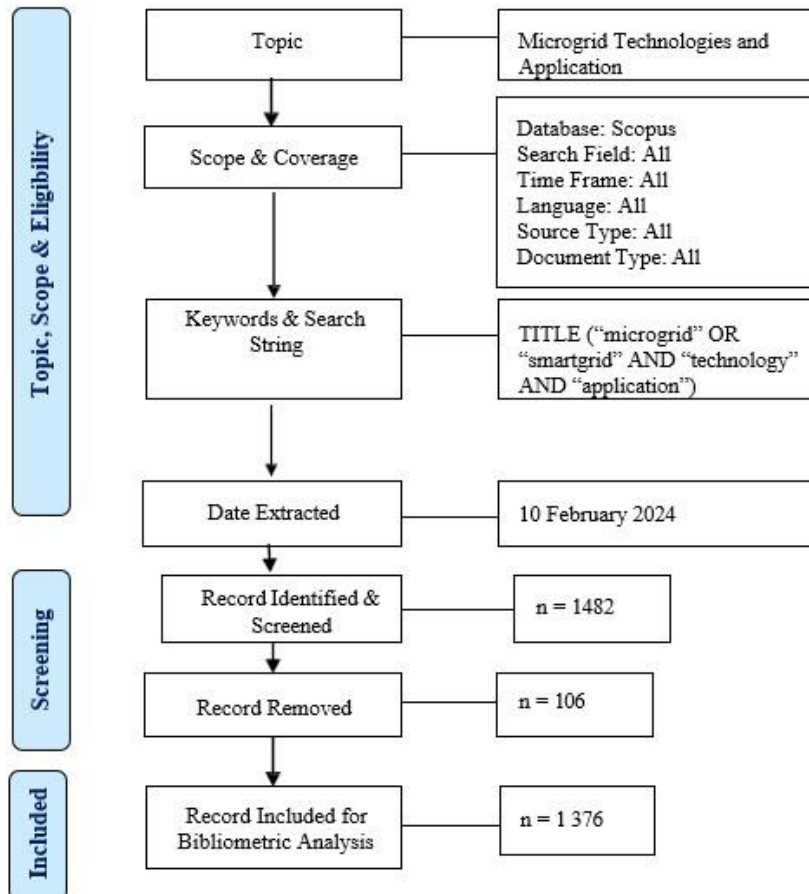 Topic, Scope & Eligibility
Topic
Microgrid Technologies and
Application
Scope & Coverage
Database: Scopus
Search Field: All
Time Frame: All
Language: All
Source Type: All
Document Type: All
Keywords & Search
String
TITLE (“microgrid” OR
“smartgrid” AND “technology”
AND “application”)
Date Extracted
10 February 2024
Screening
Record Identified &
Screened
n = 1482
Record Removed
n = 106
Included
Record Included for
Bibliometric Analysis
n = 1 376